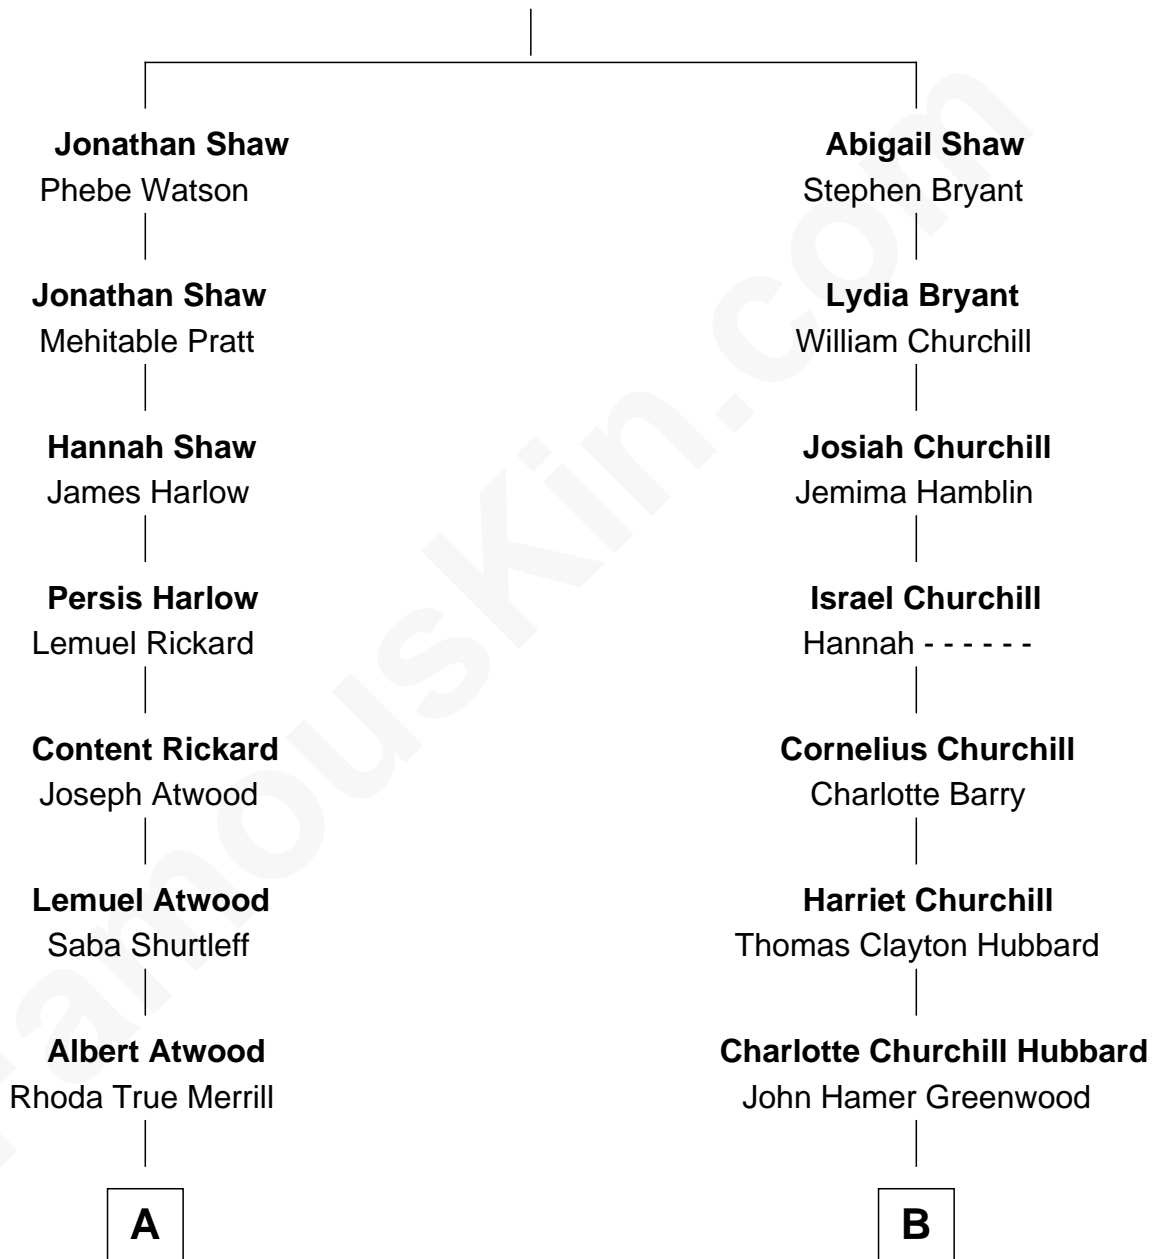 Jonathan Shaw
Phebe Watson
Abigail Shaw
Stephen Bryant
Jonathan Shaw
Mehitable Pratt
Lydia Bryant
William Churchill
Hannah Shaw
James Harlow
Josiah Churchill
Jemima Hamblin
Persis Harlow
Lemuel Rickard
Israel Churchill
Hannah - - - - - -
Content Rickard
Joseph Atwood
Cornelius Churchill
Charlotte Barry
Lemuel Atwood
Saba Shurtleff
Harriet Churchill
Thomas Clayton Hubbard
Albert Atwood
Rhoda True Merrill
Charlotte Churchill Hubbard
John Hamer Greenwood
A
B
FamousKin.com